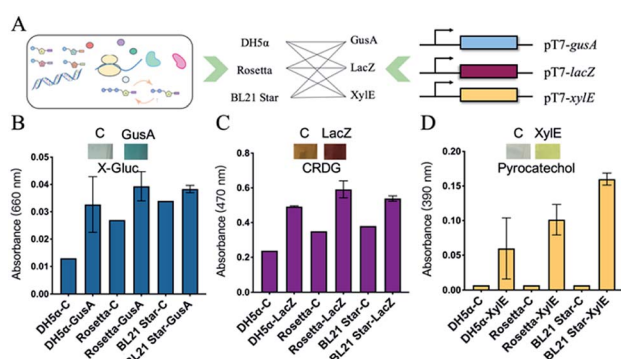 A
DH5α
Rosetta
BL21 Star
GusA
LacZ
XylE
pT7-gusA
pT7-lacZ
pT7-xylE
B
C GusA
X-Gluc
Absorbance (660 nm)
0.05
0.04
0.03
0.02
0.01
0.00
DH5α-C
DH5α-GusA
Rosetta-C
Rosetta-GusA
BL21 Star-C
BL21 Star-GusA
C
C LacZ
CRDG
Absorbance (470 nm)
0.8
0.6
0.4
0.2
0.0
DH5α-C
DH5α-LacZ
Rosetta-C
Rosetta-LacZ
BL21 Star-C
BL21 Star-LacZ
D
C XylE
Pyrocatechol
Absorbance (390 nm)
0.20
0.15
0.10
0.05
0.00
DH5α-C
DH5α-XylE
Rosetta-C
Rosetta-XylE
BL21 Star-C
BL21 Star-XylE